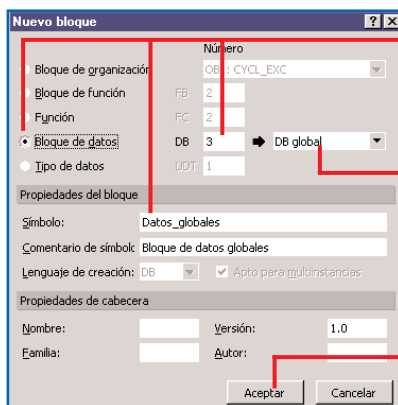 Nuevo bloque
Número
Bloque de organización OB1: CYCL_EXC
Bloque de función FB 2
Función FC 2
Bloque de datos DB 3 DB global
Tipo de datos UDT 1
Propiedades del bloque
Símbolo: Datos_globales
Comentario de símbolo Bloque de datos globales
Lenguaje de creación: DB Apto para multiinstancias
Propiedades de cabecera
Nombre: Versión: 1.0
Familia: Autor:
Aceptar Cancelar